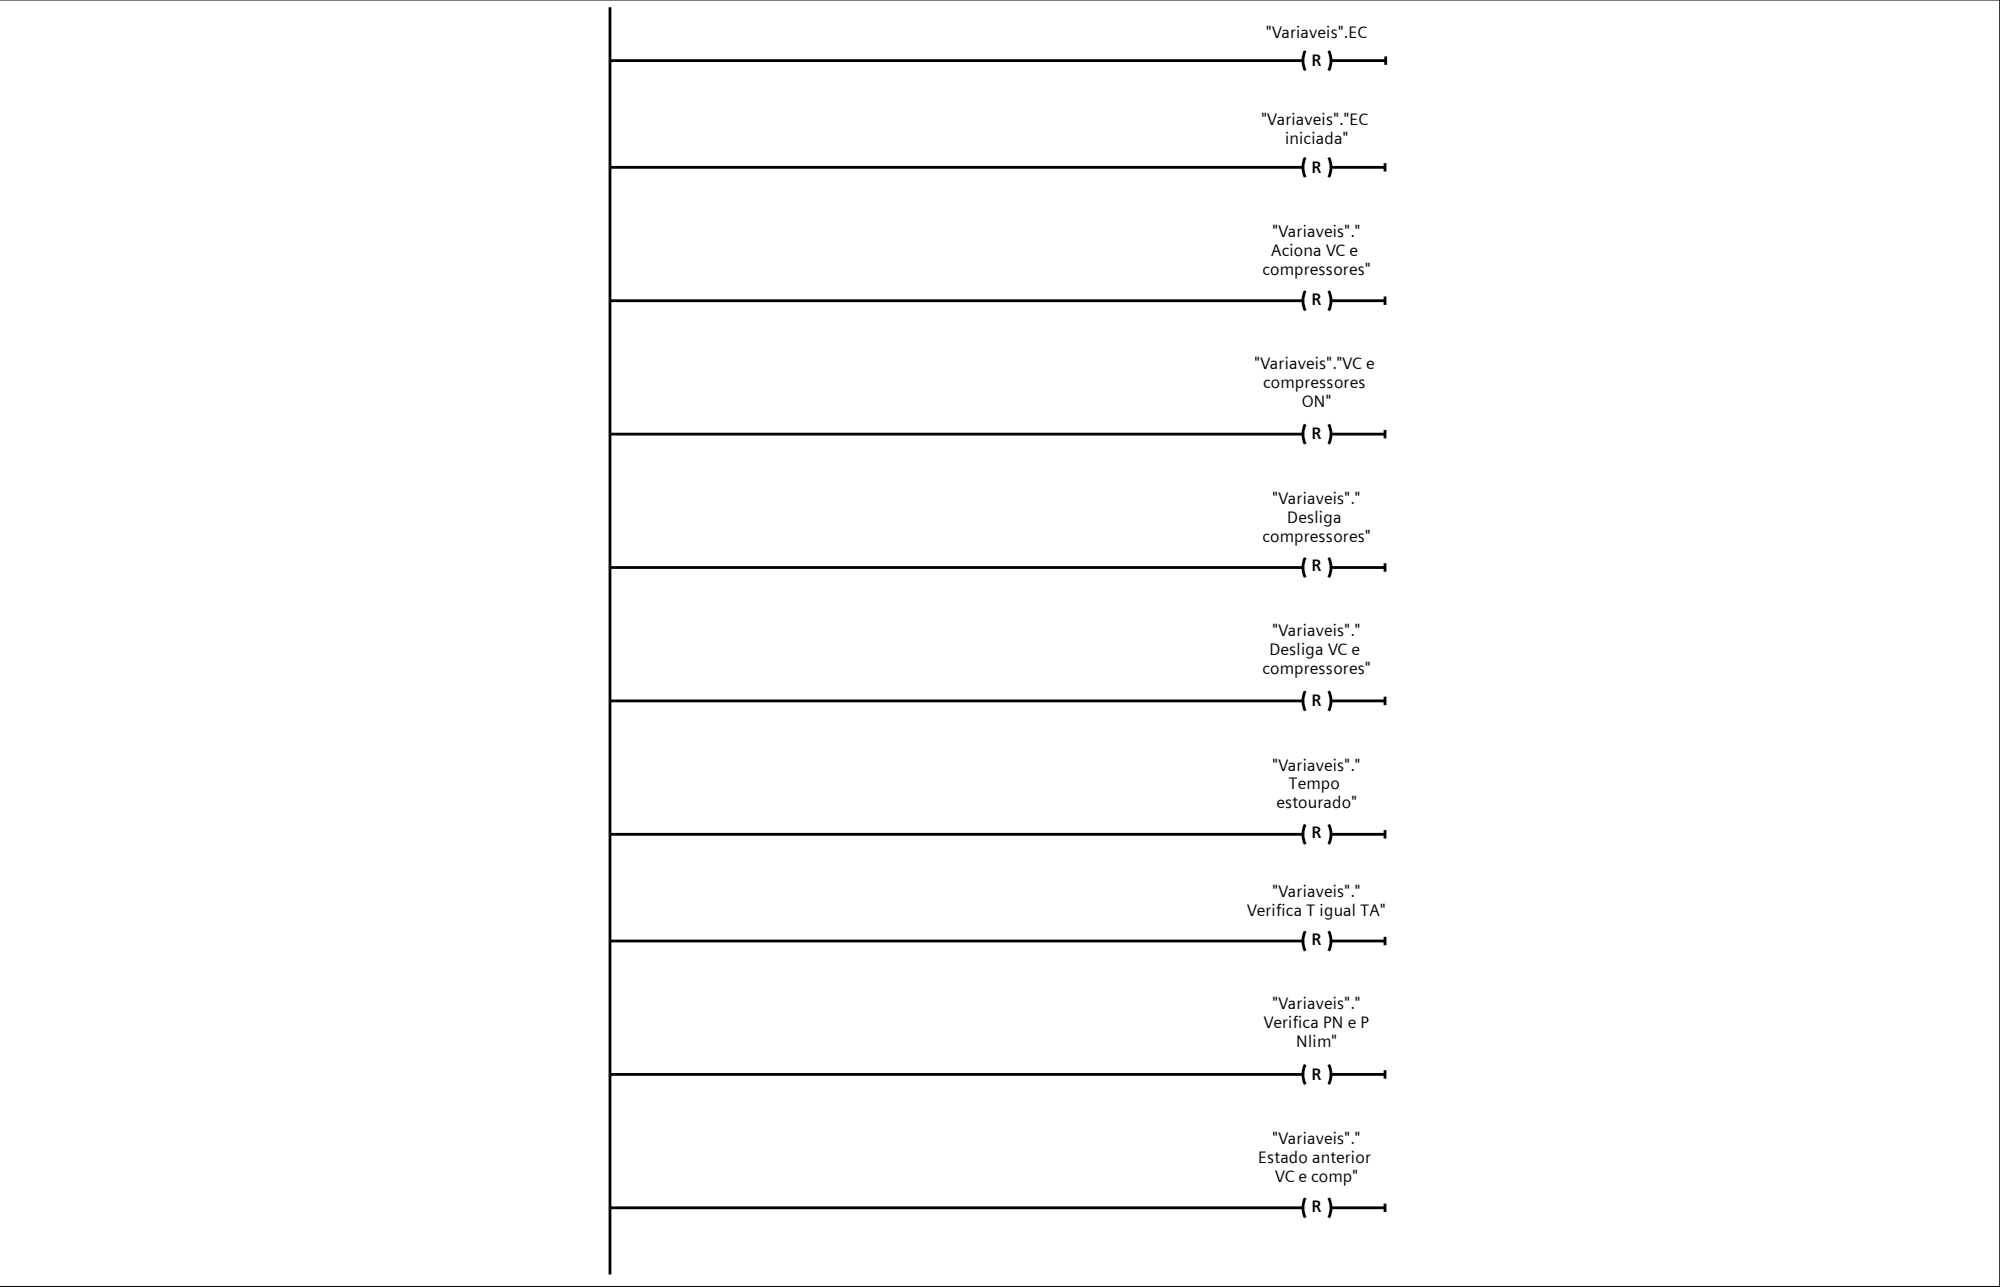 "Variaveis".EC
( R )
"Variaveis"."EC
iniciada"
( R )
"Variaveis"."
Aciona VC e
compressores"
( R )
"Variaveis"."VC e
compressores
ON"
( R )
"Variaveis"."
Desliga
compressores"
( R )
"Variaveis"."
Desliga VC e
compressores"
( R )
"Variaveis"."
Tempo
estourado"
( R )
"Variaveis"."
Verifica T igual TA"
( R )
"Variaveis"."
Verifica PN e P
Nlim"
( R )
"Variaveis"."
Estado anterior
VC e comp"
( R )